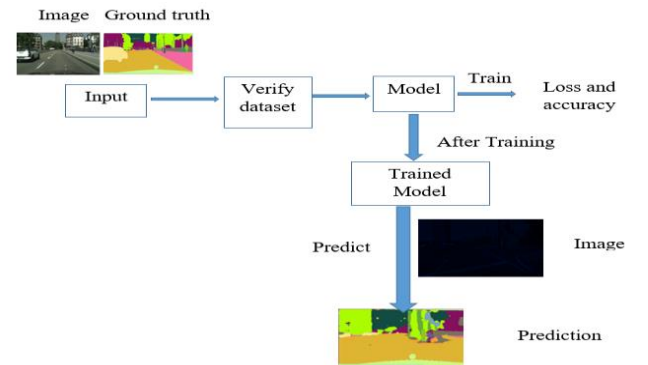 Image Ground truth
Input
Verify
dataset
Model
Train
Loss and
accuracy
After Training
Trained
Model
Predict
Image
Prediction